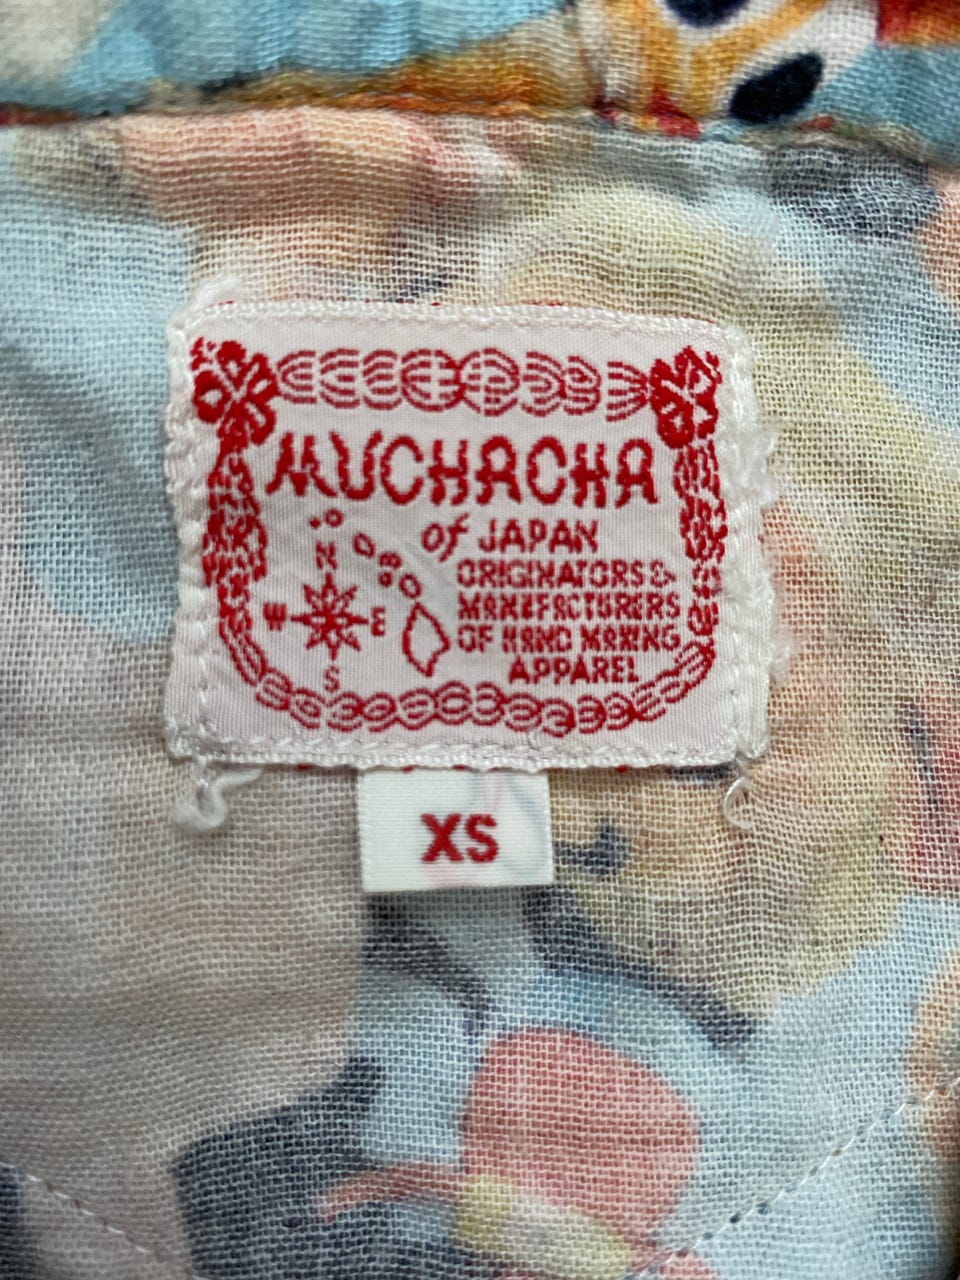 MUCHACHA
of JAPAN
N
ORIGINATORS &
MANUFACTURERS
W E
OF HAND MAKING
S
APPAREL
XS